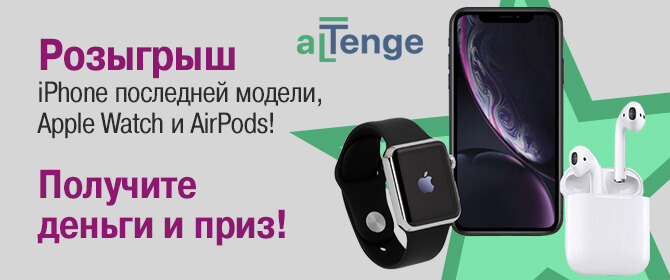 Розыгрыш
iPhone последней модели,
Apple Watch и AirPods!
Получите
деньги и приз!
alTenge